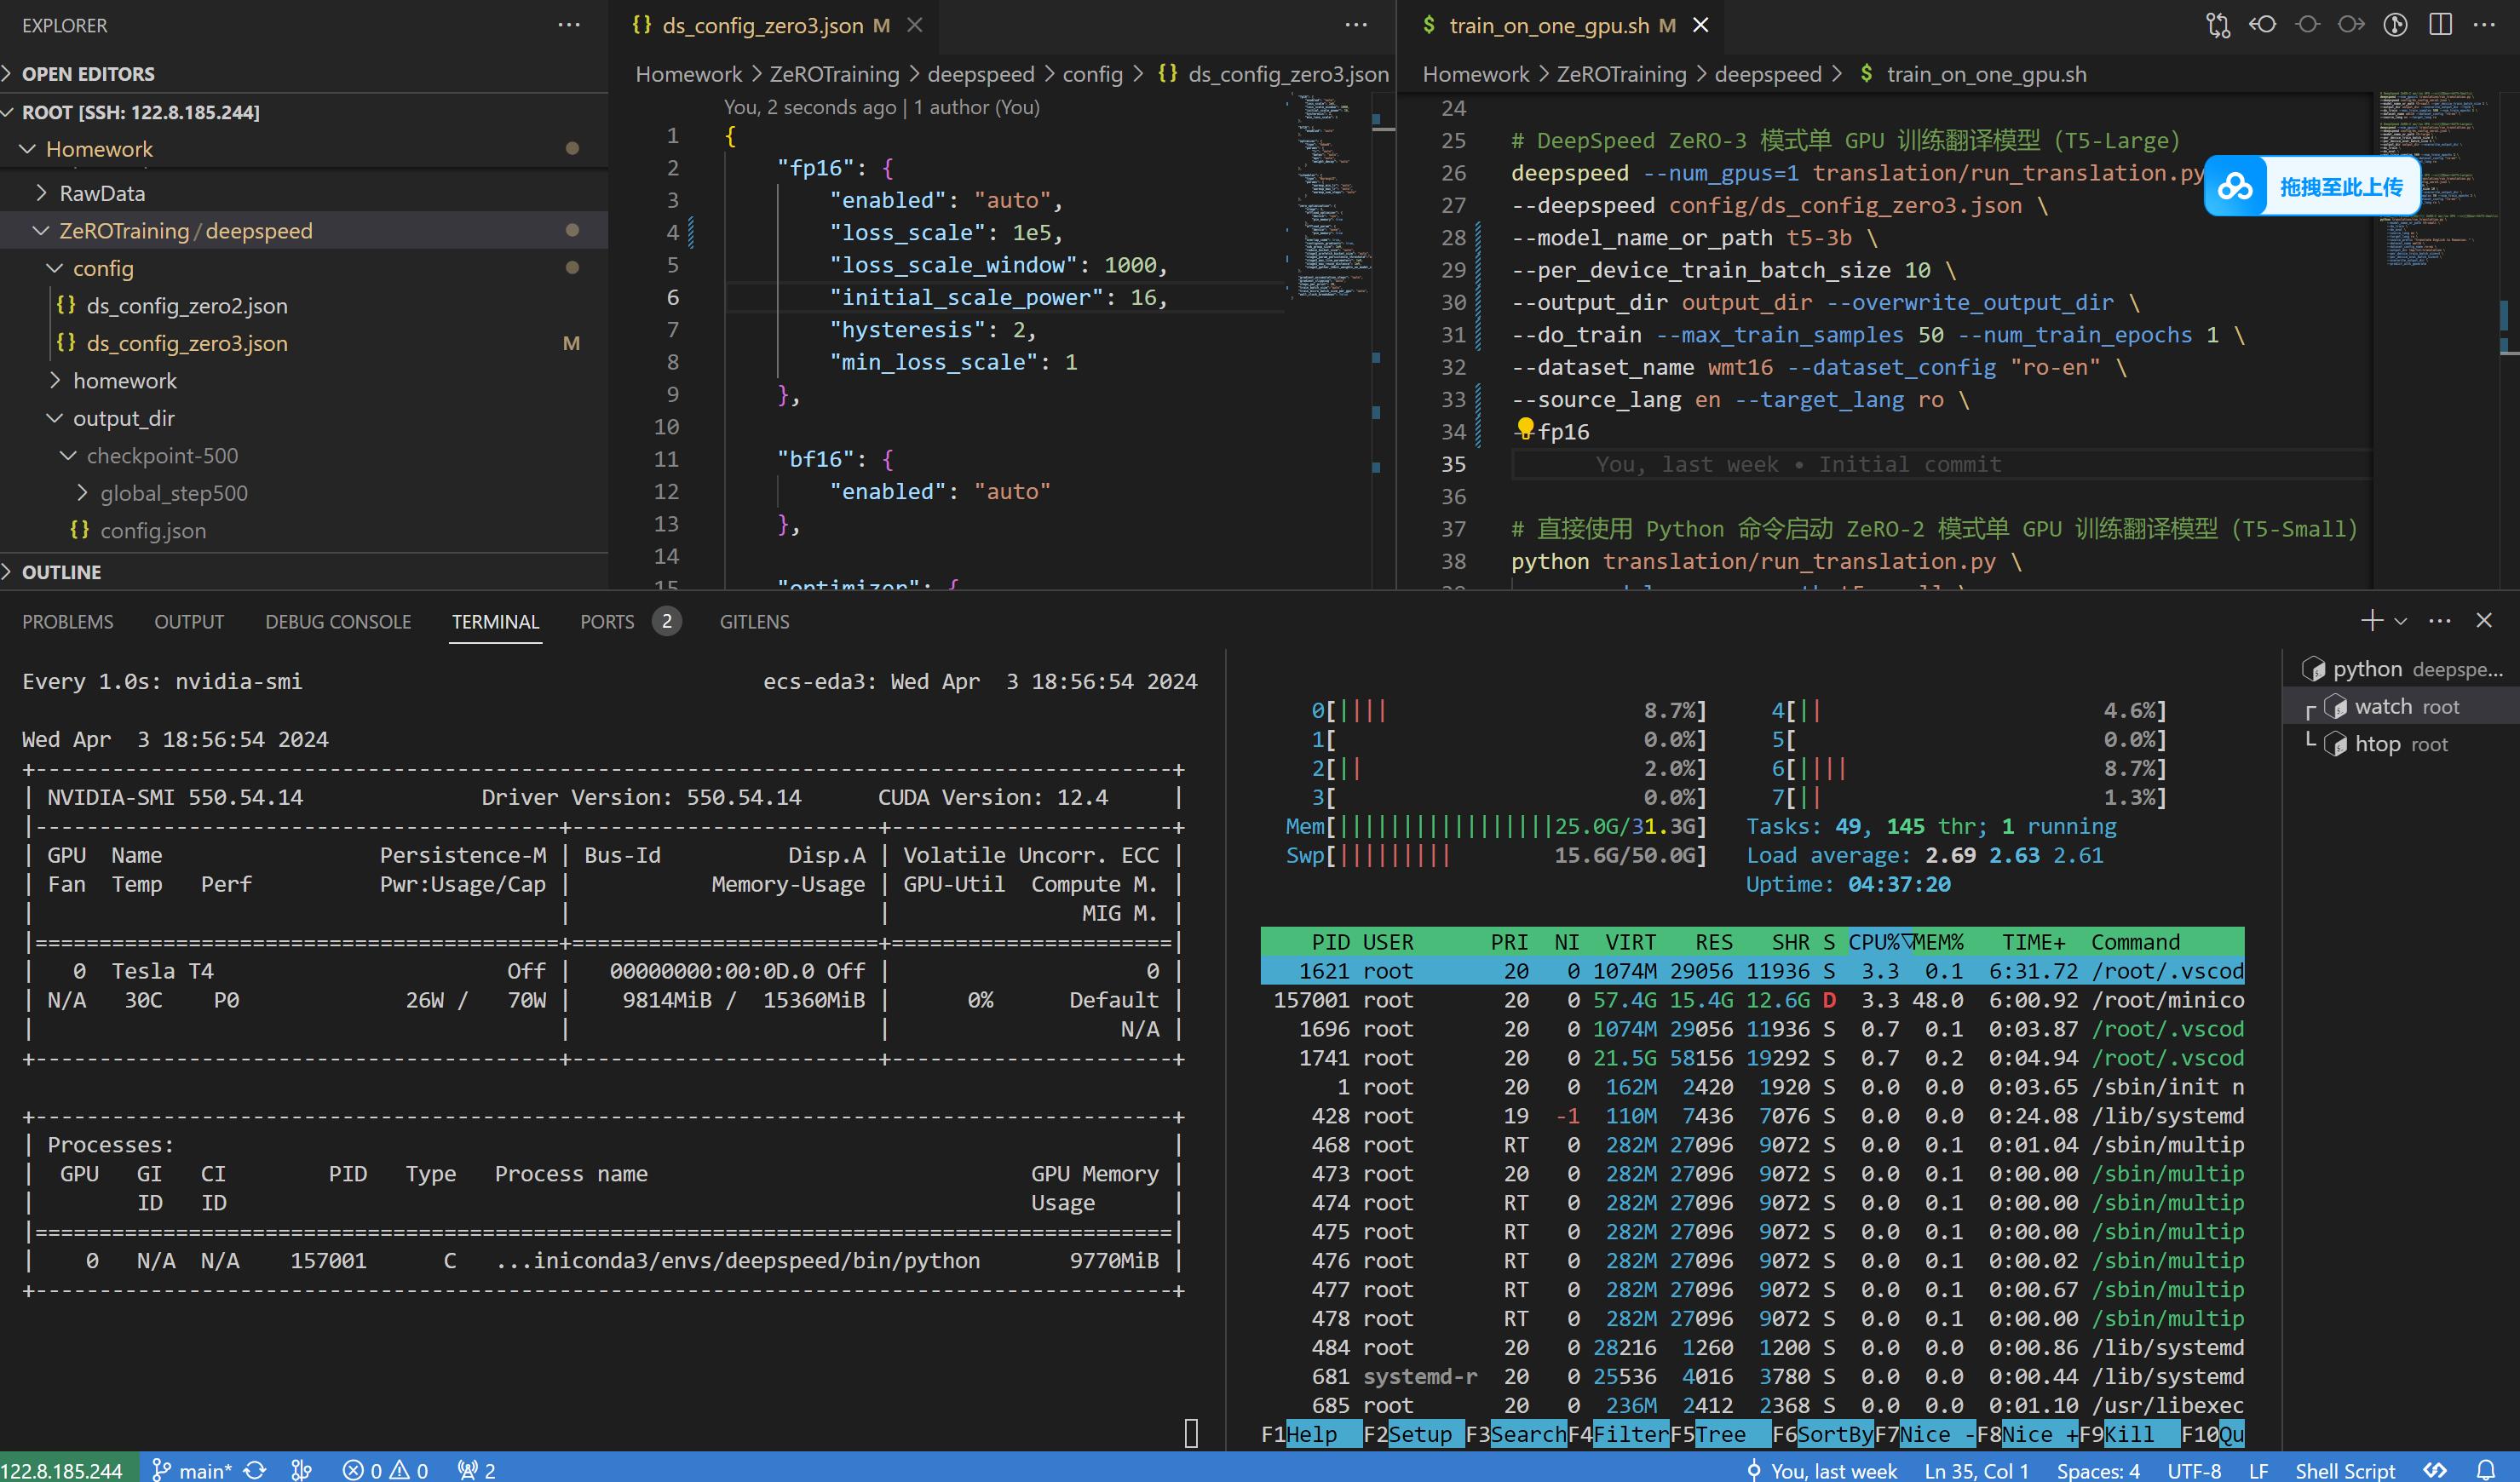 EXPLORER
OPEN EDITORS
ROOT [SSH: 122.8.185.244]
Homework
RawData
ZeROTraining / deepspeed
config
ds_config_zero2.json
ds_config_zero3.json M
homework
output_dir
checkpoint-500
global_step500
config.json
OUTLINE
ds_config_zero3.json M
Homework > ZeROTraining > deepspeed > config > {} ds_config_zero3.json
You, 2 seconds ago | 1 author (You)
1 {
2 "fp16": {
3 "enabled": "auto",
4 "loss_scale": 1e5,
5 "loss_scale_window": 1000,
6 "initial_scale_power": 16,
7 "hysteresis": 2,
8 "min_loss_scale": 1
9 },
10
11 "bf16": {
12 "enabled": "auto"
13 },
14
15 "optimizer": {
$ train_on_one_gpu.sh M
Homework > ZeROTraining > deepspeed > $ train_on_one_gpu.sh
24
25 # DeepSpeed ZeRO-3 模式单 GPU 训练翻译模型（T5-Large）
26 deepspeed --num_gpus=1 translation/run_translation.py
27 --deepspeed config/ds_config_zero3.json \
28 --model_name_or_path t5-3b \
29 --per_device_train_batch_size 10 \
30 --output_dir output_dir --overwrite_output_dir \
31 --do_train --max_train_samples 50 --num_train_epochs 1 \
32 --dataset_name wmt16 --dataset_config "ro-en" \
33 --source_lang en --target_lang ro \
34 --fp16
35 You, last week • Initial commit
36
37 # 直接使用 Python 命令启动 ZeRO-2 模式单 GPU 训练翻译模型（T5-Small）
38 python translation/run_translation.py \
拖拽至此上传
PROBLEMS OUTPUT DEBUG CONSOLE TERMINAL PORTS 2 GITLENS
Every 1.0s: nvidia-smi ecs-eda3: Wed Apr 3 18:56:54 2024
Wed Apr 3 18:56:54 2024
+-----------------------------------------------------------------------------------------+
| NVIDIA-SMI 550.54.14 Driver Version: 550.54.14 CUDA Version: 12.4 |
|-----------------------------------------+------------------------+----------------------+
| GPU Name Persistence-M | Bus-Id Disp.A | Volatile Uncorr. ECC |
| Fan Temp Perf Pwr:Usage/Cap | Memory-Usage | GPU-Util Compute M. |
| | | MIG M. |
|=========================================+========================+======================|
| 0 Tesla T4 Off | 00000000:00:0D.0 Off | 0 |
| N/A 30C P0 26W / 70W | 9814MiB / 15360MiB | 0% Default |
| | | N/A |
+-----------------------------------------+------------------------+----------------------+
+-----------------------------------------------------------------------------------------+
| Processes: |
| GPU GI CI PID Type Process name GPU Memory |
| ID ID Usage |
|=========================================================================================|
| 0 N/A N/A 157001 C ...iniconda3/envs/deepspeed/bin/python 9770MiB |
+-----------------------------------------------------------------------------------------+
0[|||| 8.7%] 4[|| 4.6%]
1[ 0.0%] 5[ 0.0%]
2[|| 2.0%] 6[|||| 8.7%]
3[ 0.0%] 7[|| 1.3%]
Mem[|||||||||||||||||25.0G/31.3G] Tasks: 49, 145 thr; 1 running
Swp[||||||||| 15.6G/50.0G] Load average: 2.69 2.63 2.61
Uptime: 04:37:20
PID USER PRI NI VIRT RES SHR S CPU%▽MEM% TIME+ Command
1621 root 20 0 1074M 29056 11936 S 3.3 0.1 6:31.72 /root/.vscod
157001 root 20 0 57.4G 15.4G 12.6G D 3.3 48.0 6:00.92 /root/minico
1696 root 20 0 1074M 29056 11936 S 0.7 0.1 0:03.87 /root/.vscod
1741 root 20 0 21.5G 58156 19292 S 0.7 0.2 0:04.94 /root/.vscod
1 root 20 0 162M 2420 1920 S 0.0 0.0 0:03.65 /sbin/init n
428 root 19 -1 110M 7436 7076 S 0.0 0.0 0:24.08 /lib/systemd
468 root RT 0 282M 27096 9072 S 0.0 0.1 0:01.04 /sbin/multip
473 root 20 0 282M 27096 9072 S 0.0 0.1 0:00.00 /sbin/multip
474 root RT 0 282M 27096 9072 S 0.0 0.1 0:00.00 /sbin/multip
475 root RT 0 282M 27096 9072 S 0.0 0.1 0:00.00 /sbin/multip
476 root RT 0 282M 27096 9072 S 0.0 0.1 0:00.02 /sbin/multip
477 root RT 0 282M 27096 9072 S 0.0 0.1 0:00.67 /sbin/multip
478 root RT 0 282M 27096 9072 S 0.0 0.1 0:00.00 /sbin/multip
484 root 20 0 28216 1260 1200 S 0.0 0.0 0:00.86 /lib/systemd
681 systemd-r 20 0 25536 4016 3780 S 0.0 0.0 0:00.44 /lib/systemd
685 root 20 0 236M 2412 2368 S 0.0 0.0 0:01.10 /usr/libexec
F1Help F2Setup F3SearchF4FilterF5Tree F6SortByF7Nice -F8Nice +F9Kill F10Qu
python deepspe...
watch root
htop root
122.8.185.244 main* 0 0 2 You, last week Ln 35, Col 1 Spaces: 4 UTF-8 LF Shell Script